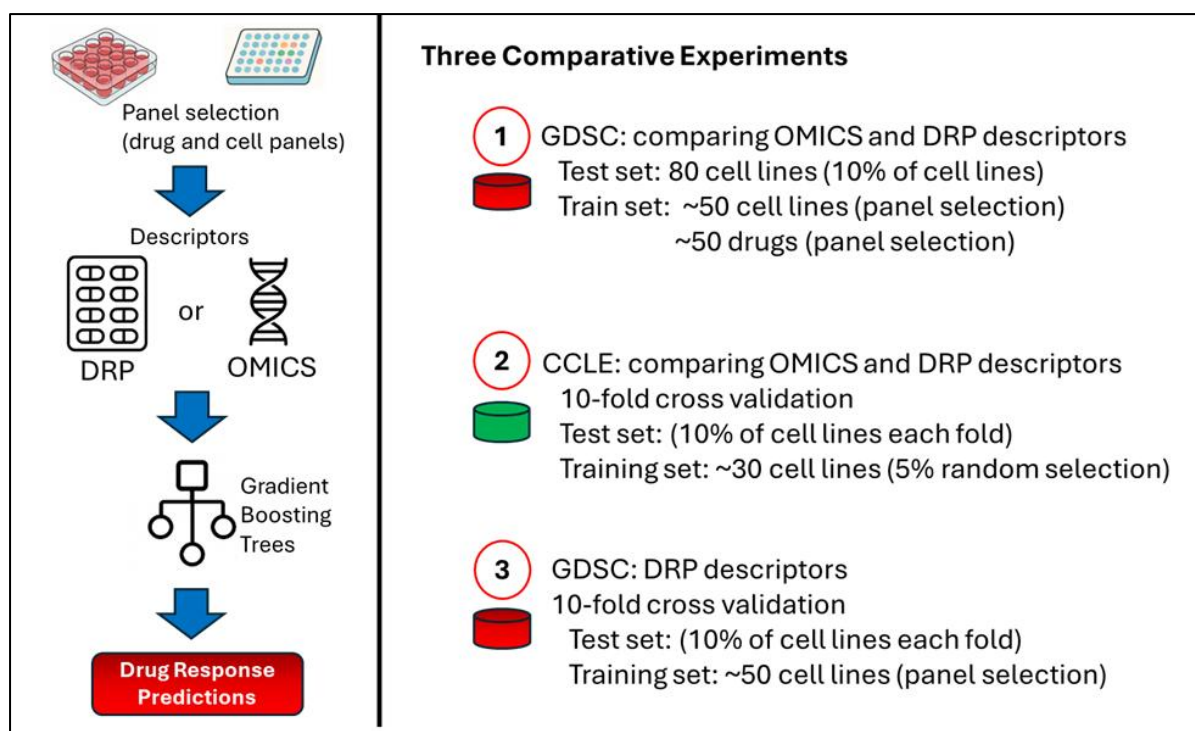 Panel selection
(drug and cell panels)
Descriptors
or
DRP
OMICS
Gradient
Boosting
Trees
Drug Response
Predictions
Three Comparative Experiments
1
GDSC: comparing OMICS and DRP descriptors
Test set: 80 cell lines (10% of cell lines)
Train set: ~50 cell lines (panel selection)
~50 drugs (panel selection)
2
CCLE: comparing OMICS and DRP descriptors
10-fold cross validation
Test set: (10% of cell lines each fold)
Training set: ~30 cell lines (5% random selection)
3
GDSC: DRP descriptors
10-fold cross validation
Test set: (10% of cell lines each fold)
Training set: ~50 cell lines (panel selection)